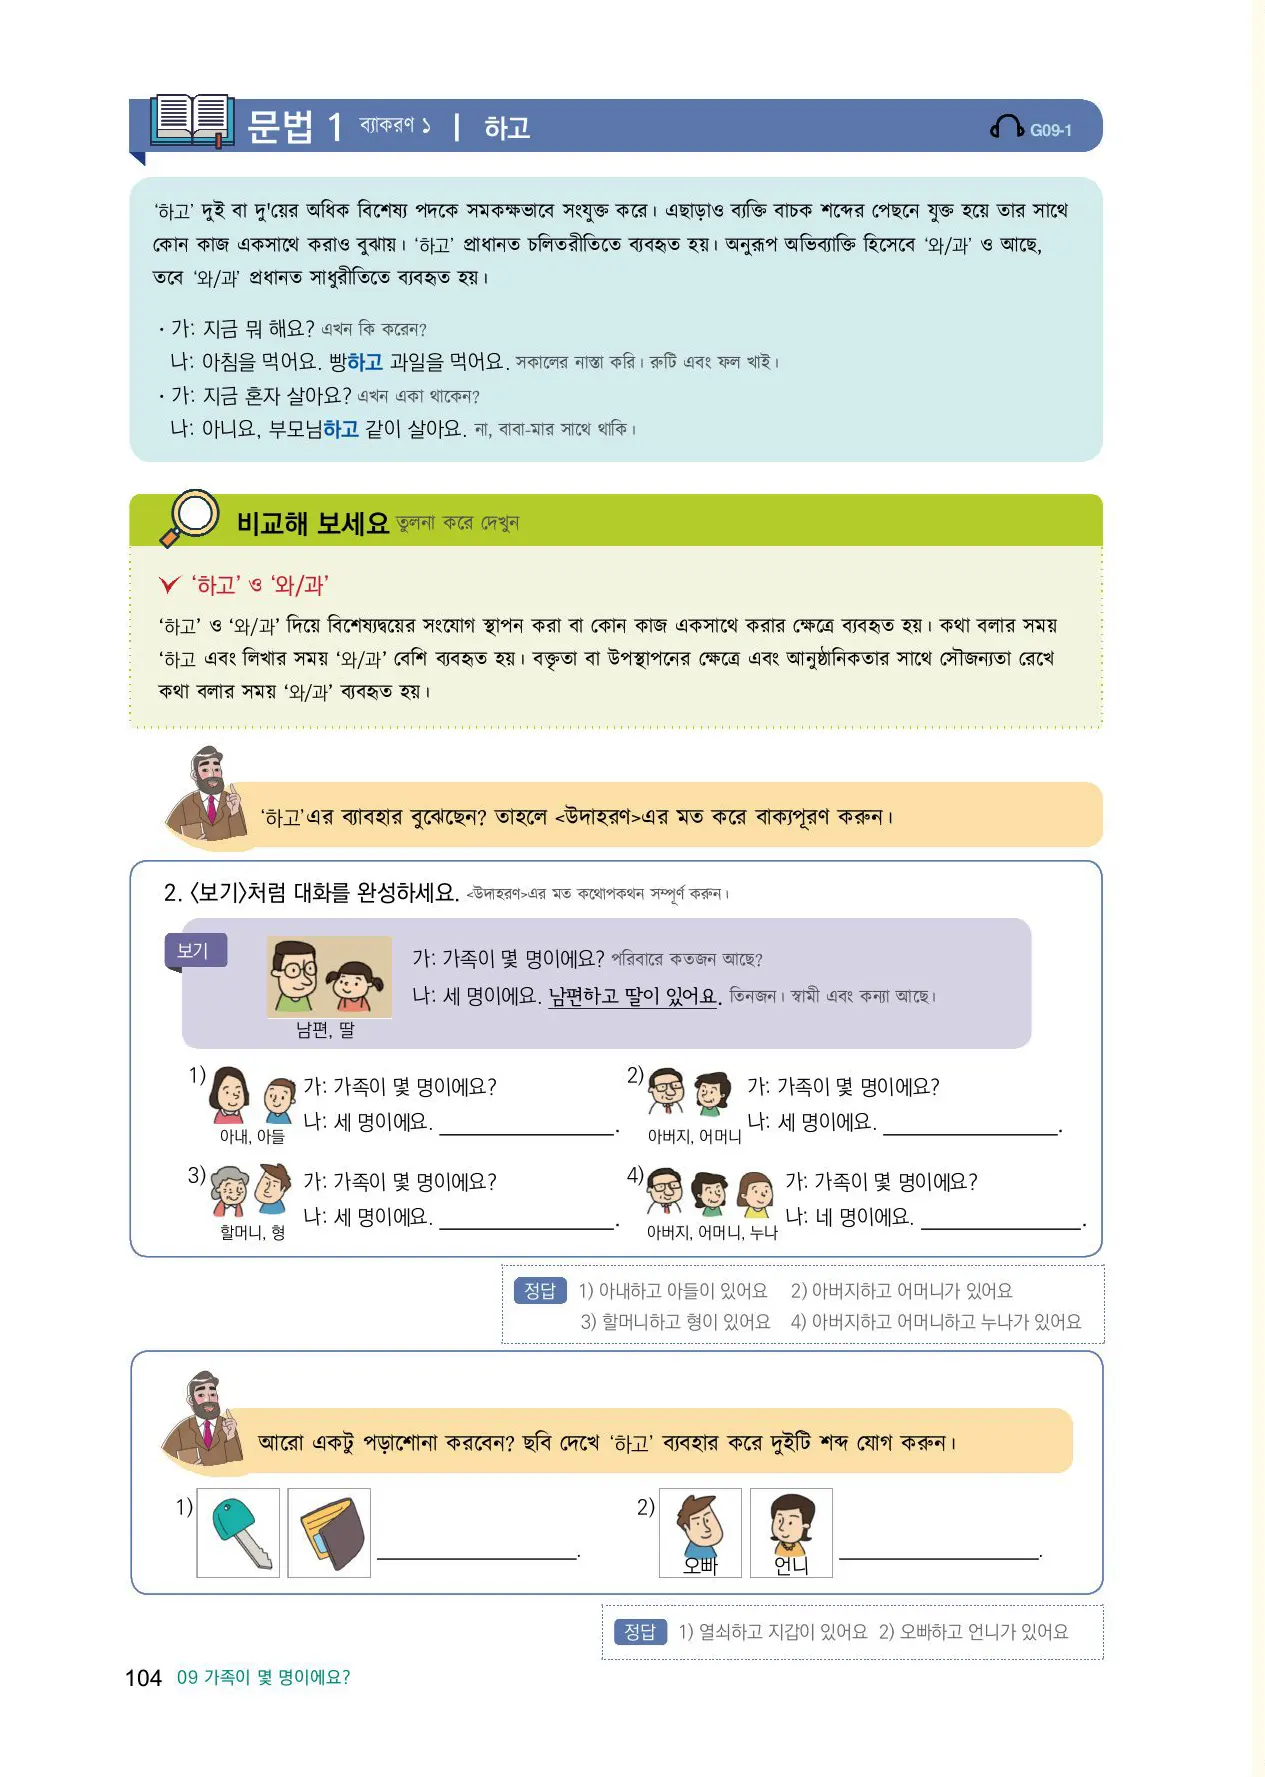 문법 1 ব্যাকরণ ১ | 하고
G09-1
‘하고’ দুই বা দু'য়ের অধিক বিশেষ্য পদকে সমকক্ষভাবে সংযুক্ত করে। এছাড়াও ব্যক্তি বাচক শব্দের পেছনে যুক্ত হয়ে তার সাথে
কোন কাজ একসাথে করাও বুঝায়। ‘하고’ প্রাধানত চলিতরীতিতে ব্যবহৃত হয়। অনুরূপ অভিব্যাক্তি হিসেবে ‘와/과’ ও আছে,
তবে ‘와/과’ প্রধানত সাধুরীতিতে ব্যবহৃত হয়।
· 가: 지금 뭐 해요? এখন কি করেন?
나: 아침을 먹어요. 빵하고 과일을 먹어요. সকালের নাস্তা করি। রুটি এবং ফল খাই।
· 가: 지금 혼자 살아요? এখন একা থাকেন?
나: 아니요, 부모님하고 같이 살아요. না, বাবা-মার সাথে থাকি।
비교해 보세요 তুলনা করে দেখুন
‘하고’ ও ‘와/과’
‘하고’ ও ‘와/과’ দিয়ে বিশেষ্যদ্বয়ের সংযোগ স্থাপন করা বা কোন কাজ একসাথে করার ক্ষেত্রে ব্যবহৃত হয়। কথা বলার সময়
‘하고 এবং লিখার সময় ‘와/과’ বেশি ব্যবহৃত হয়। বক্তৃতা বা উপস্থাপনের ক্ষেত্রে এবং আনুষ্ঠানিকতার সাথে সৌজন্যতা রেখে
কথা বলার সময় ‘와/과’ ব্যবহৃত হয়।
‘하고’এর ব্যাবহার বুঝেছেন? তাহলে <উদাহরণ>এর মত করে বাক্যপূরণ করুন।
2. <보기>처럼 대화를 완성하세요. <উদাহরণ>এর মত কথোপকথন সম্পূর্ণ করুন।
보기
가: 가족이 몇 명이에요? পরিবারে কতজন আছে?
나: 세 명이에요. 남편하고 딸이 있어요. তিনজন। স্বামী এবং কন্যা আছে।
남편, 딸
1) 가: 가족이 몇 명이에요?
나: 세 명이에요. ____________.
아내, 아들
2) 가: 가족이 몇 명이에요?
나: 세 명이에요. ____________.
아버지, 어머니
3) 가: 가족이 몇 명이에요?
나: 세 명이에요. ____________.
할머니, 형
4) 가: 가족이 몇 명이에요?
나: 네 명이에요. ____________.
아버지, 어머니, 누나
정답 1) 아내하고 아들이 있어요 2) 아버지하고 어머니가 있어요
3) 할머니하고 형이 있어요 4) 아버지하고 어머니하고 누나가 있어요
আরো একটু পড়াশোনা করবেন? ছবি দেখে ‘하고’ ব্যবহার করে দুইটি শব্দ যোগ করুন।
1) ____________.
2) 오빠 언니 ____________.
정답 1) 열쇠하고 지갑이 있어요 2) 오빠하고 언니가 있어요
104 09 가족이 몇 명이에요?